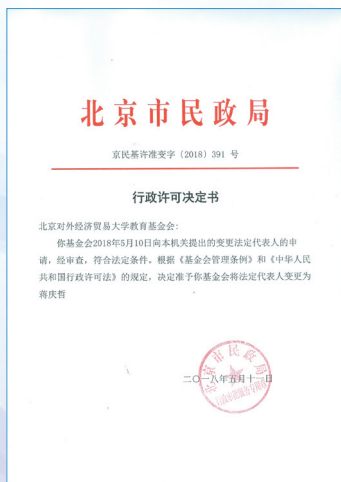 北京市民政局
京民基许准变字（2018）391 号
行政许可决定书
北京对外经济贸易大学教育基金会：
你基金会2018年5月10日向本机关提出的变更法定代表人的申
请，经审查，符合法定条件。根据《基金会管理条例》和《中华人民
共和国行政许可法》的规定，决定准予你基金会将法定代表人变更为
蒋庆哲
二〇一八年五月十一日
北京市民政局